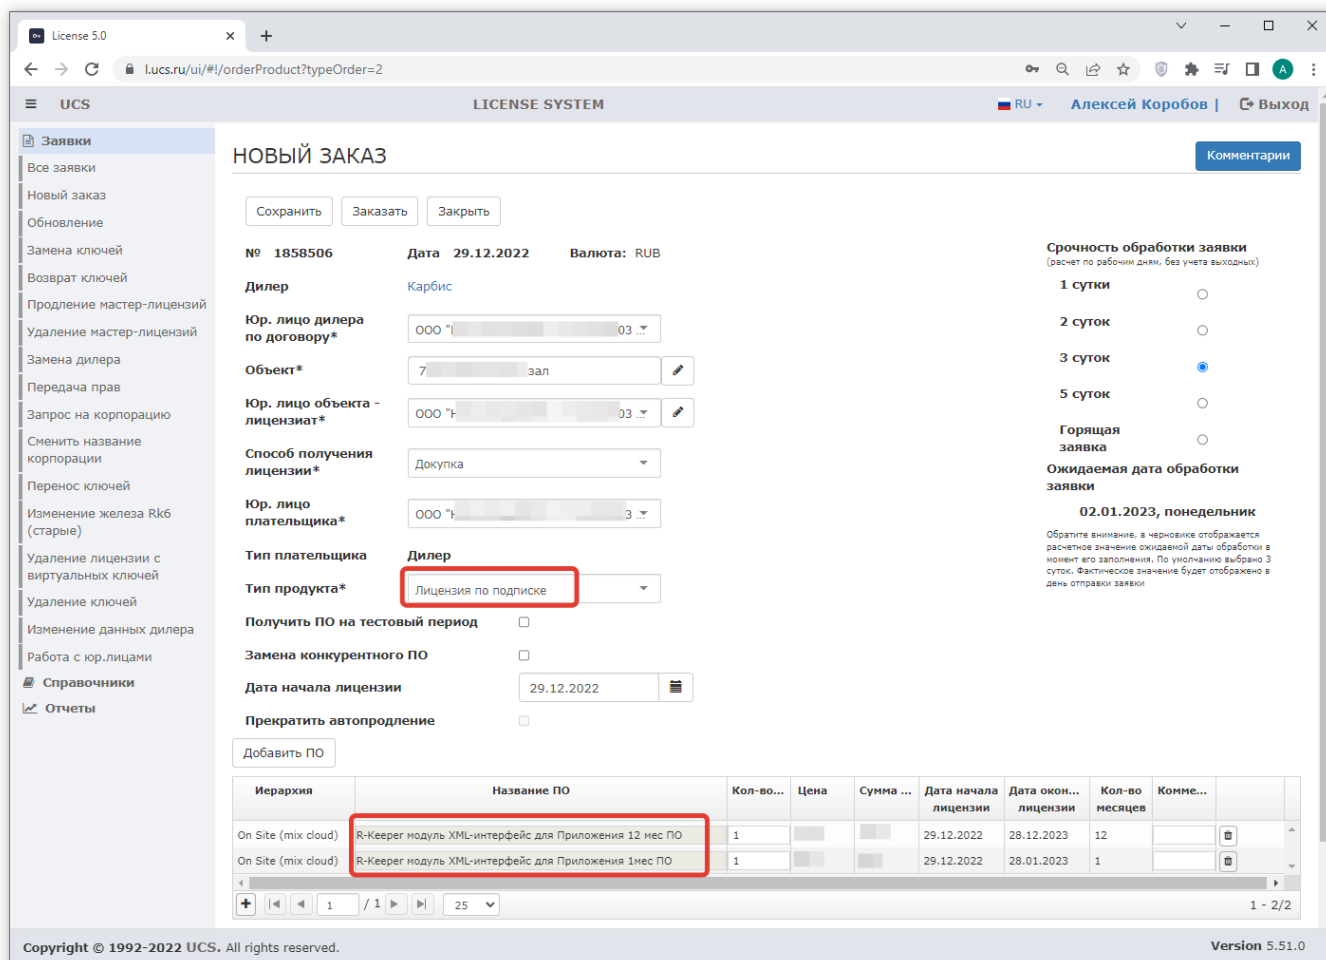 License 5.0
l.ucs.ru/ui/#!/orderProduct?typeOrder=2
A
UCS
LICENSE SYSTEM
RU
Алексей Коробов |
Выход
Заявки
Все заявки
Новый заказ
Обновление
Замена ключей
Возврат ключей
Продление мастер-лицензий
Удаление мастер-лицензий
Замена дилера
Передача прав
Запрос на корпорацию
Сменить название
корпорации
Перенос ключей
Изменение железа Rk6
(старые)
Удаление лицензии с
виртуальных ключей
Удаление ключей
Изменение данных дилера
Работа с юр.лицами
Справочники
Отчеты
НОВЫЙ ЗАКАЗ
Комментарии
Сохранить
Заказать
Закрыть
№ 1858506
Дата 29.12.2022
Валюта: RUB
Дилер
Карбис
Юр. лицо дилера
по договору*
ООО "
03 ...
Объект*
7
зал
Юр. лицо объекта -
лицензиат*
ООО "
03 ...
Способ получения
лицензии*
Докупка
Юр. лицо
плательщика*
ООО "
3 ...
Тип плательщика
Дилер
Тип продукта*
Лицензия по подписке
Получить ПО на тестовый период
Замена конкурентного ПО
Дата начала лицензии
29.12.2022
Прекратить автопродление
Срочность обработки заявки
(расчет по рабочим дням, без учета выходных)
1 сутки
2 суток
3 суток
5 суток
Горящая
заявка
Ожидаемая дата обработки
заявки
02.01.2023, понедельник
Обратите внимание, в черновике отображается
расчетное значение ожидаемой даты обработки в
момент его заполнения. По умолчанию выбрано 3
суток. Фактическое значение будет отображено в
день отправки заявки
Добавить ПО
Иерархия
Название ПО
Кол-во...
Цена
Сумма ...
Дата начала
лицензии
Дата окон...
лицензии
Кол-во
месяцев
Комме...
On Site (mix cloud)
R-Keeper модуль XML-интерфейс для Приложения 12 мес ПО
1
29.12.2022
28.12.2023
12
On Site (mix cloud)
R-Keeper модуль XML-интерфейс для Приложения 1мес ПО
1
29.12.2022
28.01.2023
1
1
/ 1
25
1 - 2/2
Copyright © 1992-2022 UCS. All rights reserved.
Version 5.51.0